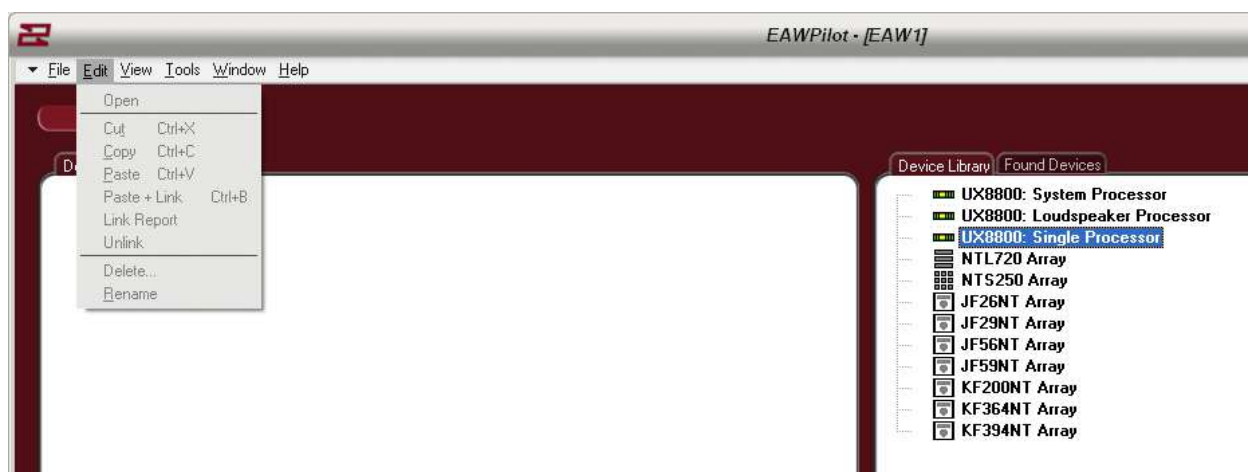 EAWPilot - [EAW1]
File Edit View Tools Window Help
Open
Cut Ctrl+X
Copy Ctrl+C
Paste Ctrl+V
Paste + Link Ctrl+B
Link Report
Unlink
Delete...
Rename
Device Library Found Devices
UX8800: System Processor
UX8800: Loudspeaker Processor
UX8800: Single Processor
NTL720 Array
NTS250 Array
JF26NT Array
JF29NT Array
JF56NT Array
JF59NT Array
KF200NT Array
KF364NT Array
KF394NT Array